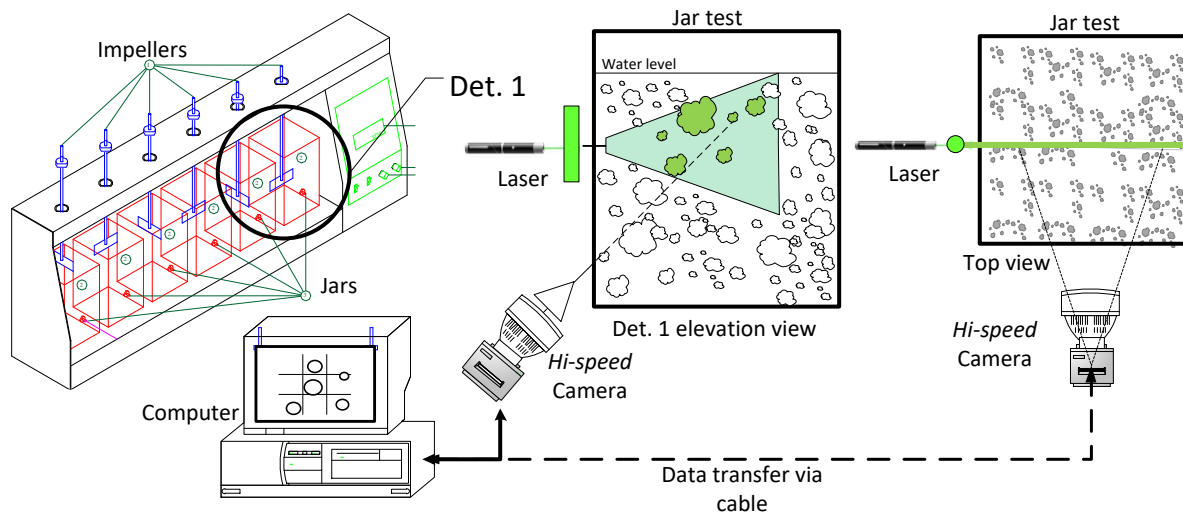 Impellers
Det. 1
Jars
Computer
Jar test
Water level
Laser
Det. 1 elevation view
Hi-speed
Camera
Jar test
Laser
Top view
Hi-speed
Camera
Data transfer via
cable